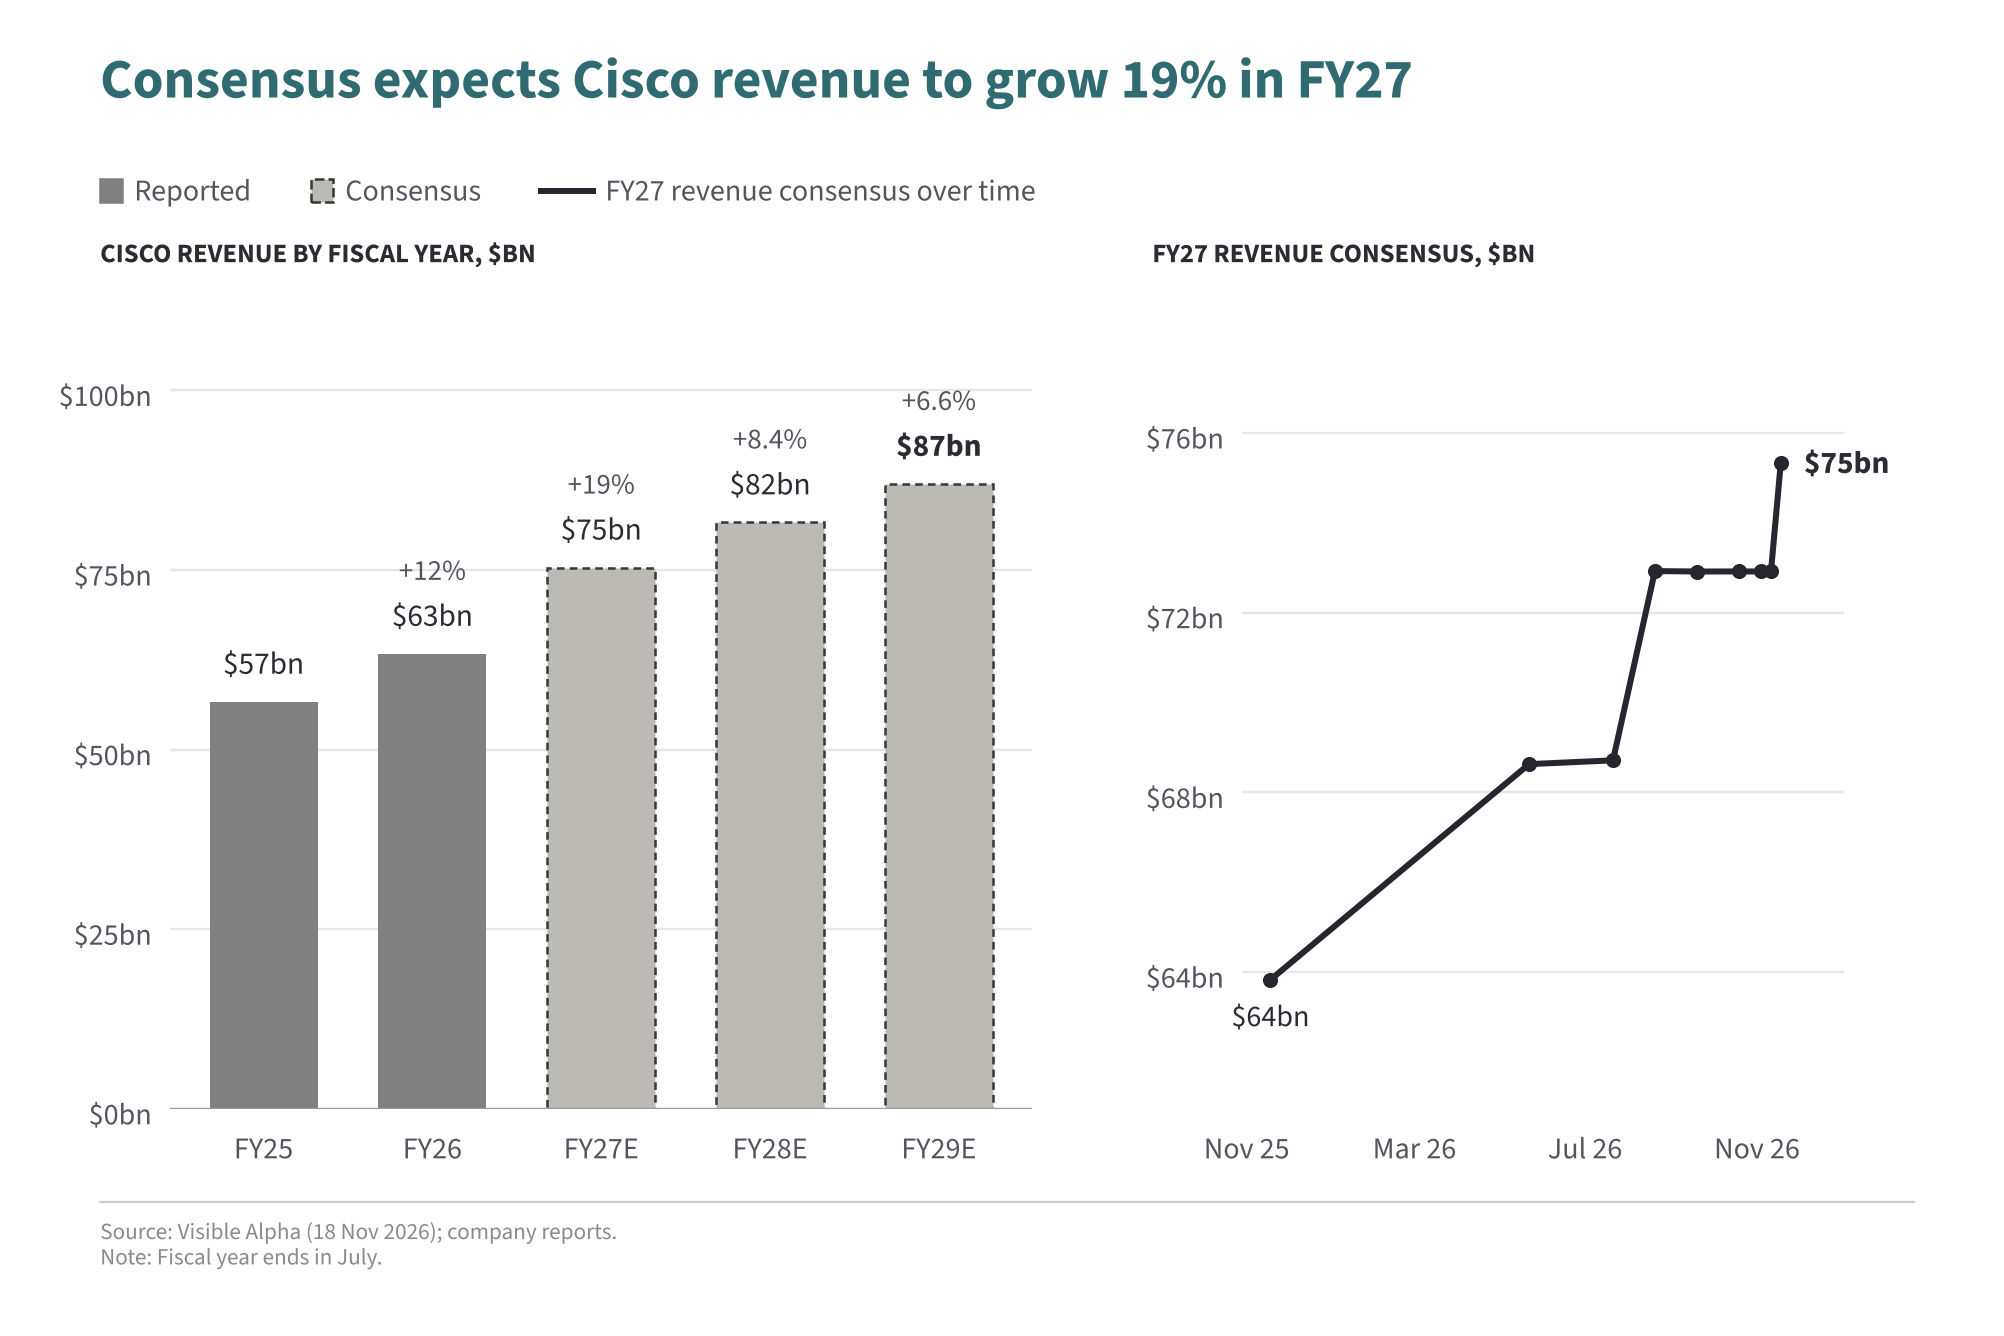 Consensus expects Cisco revenue to grow 19% in FY27
Reported
Consensus
FY27 revenue consensus over time
CISCO REVENUE BY FISCAL YEAR, $BN
$100bn
$75bn
$50bn
$25bn
$0bn
$57bn
+12%
$63bn
+19%
$75bn
+8.4%
$82bn
+6.6%
$87bn
FY25
FY26
FY27E
FY28E
FY29E
FY27 REVENUE CONSENSUS, $BN
$76bn
$72bn
$68bn
$64bn
$75bn
$64bn
Nov 25
Mar 26
Jul 26
Nov 26
Source: Visible Alpha (18 Nov 2026); company reports.
Note: Fiscal year ends in July.